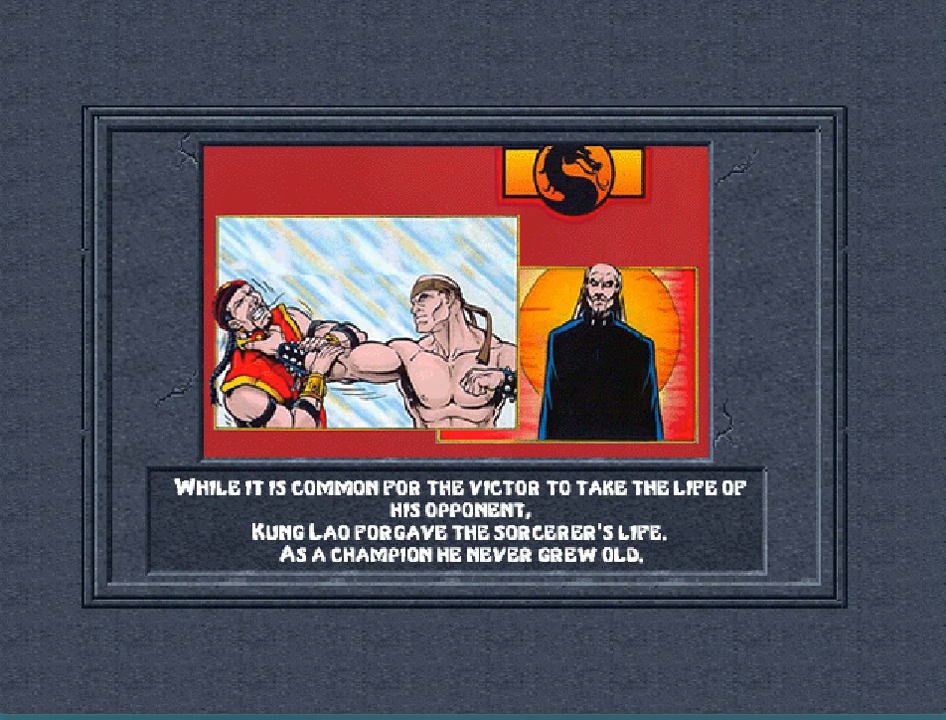 While it is common for the victor to take the life of
his opponent,
Kung Lao forgave the sorcerer's life.
As a champion he never grew old.